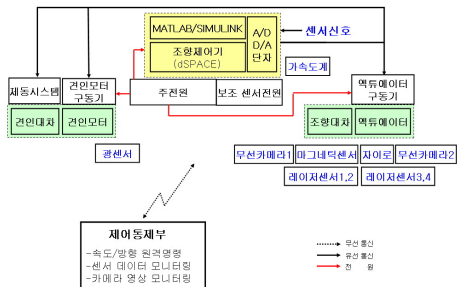 MATLAB/SIMULINK
A/D
D/A
단자
조향제어기
(dSPACE)
센서신호
가속도계
제동시스템
견인모터
구동기
주전원
보조 센서전원
액튜에이터
구동기
견인대차
견인모터
조향대차
액튜에이터
광센서
무선카메라1
마그네틱센서
자이로
무선카메라2
레이저센서1,2
레이저센서3,4
제어통제부
-속도/방향 원격명령
-센서 데이터 모니터링
-카메라 영상 모니터링
무선 통신
유선 통신
전 원